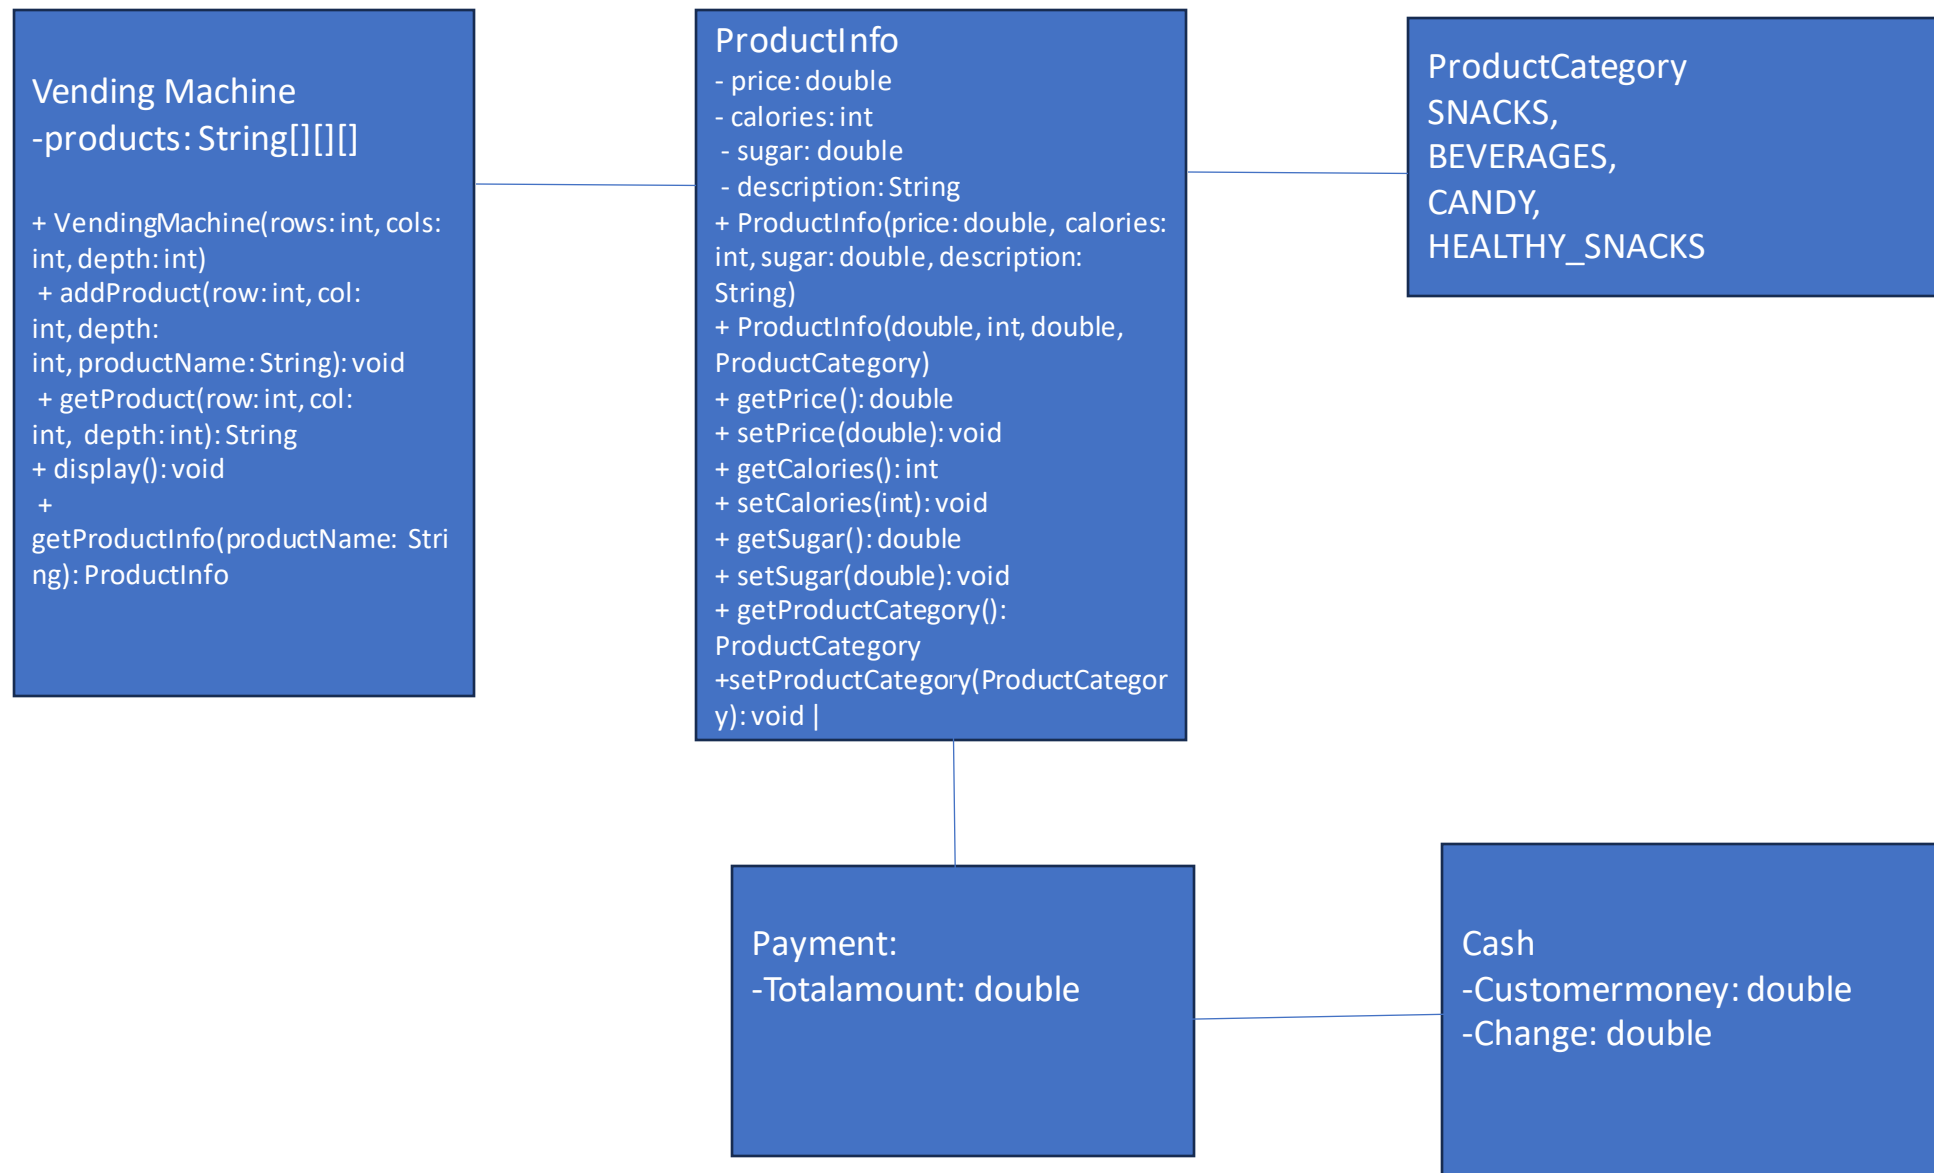 Vending Machine
-products: String[][][]
+ VendingMachine(rows: int, cols:
int, depth: int)
+ addProduct(row: int, col:
int, depth:
int, productName: String): void
+ getProduct(row: int, col:
int, depth: int): String
+ display(): void
+
getProductInfo(productName: Stri
ng): ProductInfo
ProductInfo
- price: double
- calories: int
- sugar: double
- description: String
+ ProductInfo(price: double, calories:
int, sugar: double, description:
String)
+ ProductInfo(double, int, double,
ProductCategory)
+ getPrice(): double
+ setPrice(double): void
+ getCalories(): int
+ setCalories(int): void
+ getSugar(): double
+ setSugar(double): void
+ getProductCategory():
ProductCategory
+setProductCategory(ProductCategor
y): void |
ProductCategory
SNACKS,
BEVERAGES,
CANDY,
HEALTHY_SNACKS
Payment:
-Totalamount: double
Cash
-Customermoney: double
-Change: double